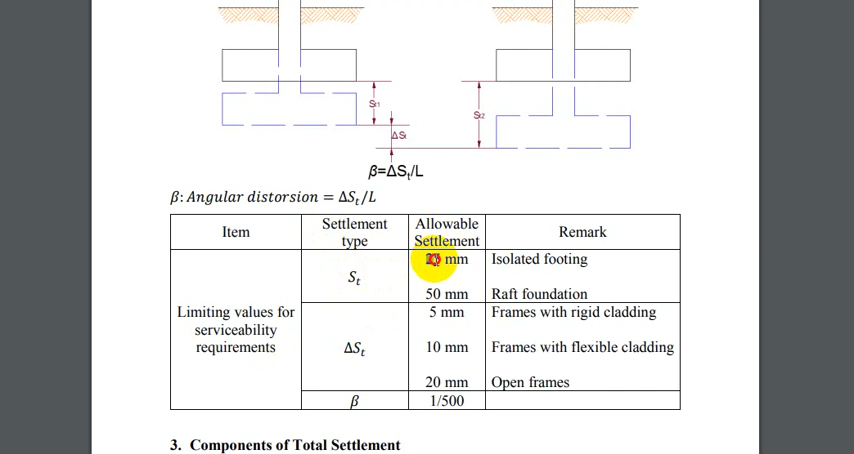 St1
St2
ΔSt
β=ΔSt/L
β: Angular distorsion = ΔSt/L
Item
Settlement type
Allowable Settlement
Remark
Limiting values for
serviceability
requirements
St
mm
Isolated footing
50 mm
Raft foundation
ΔSt
5 mm
Frames with rigid cladding
10 mm
Frames with flexible cladding
20 mm
Open frames
β
1/500
3. Components of Total Settlement